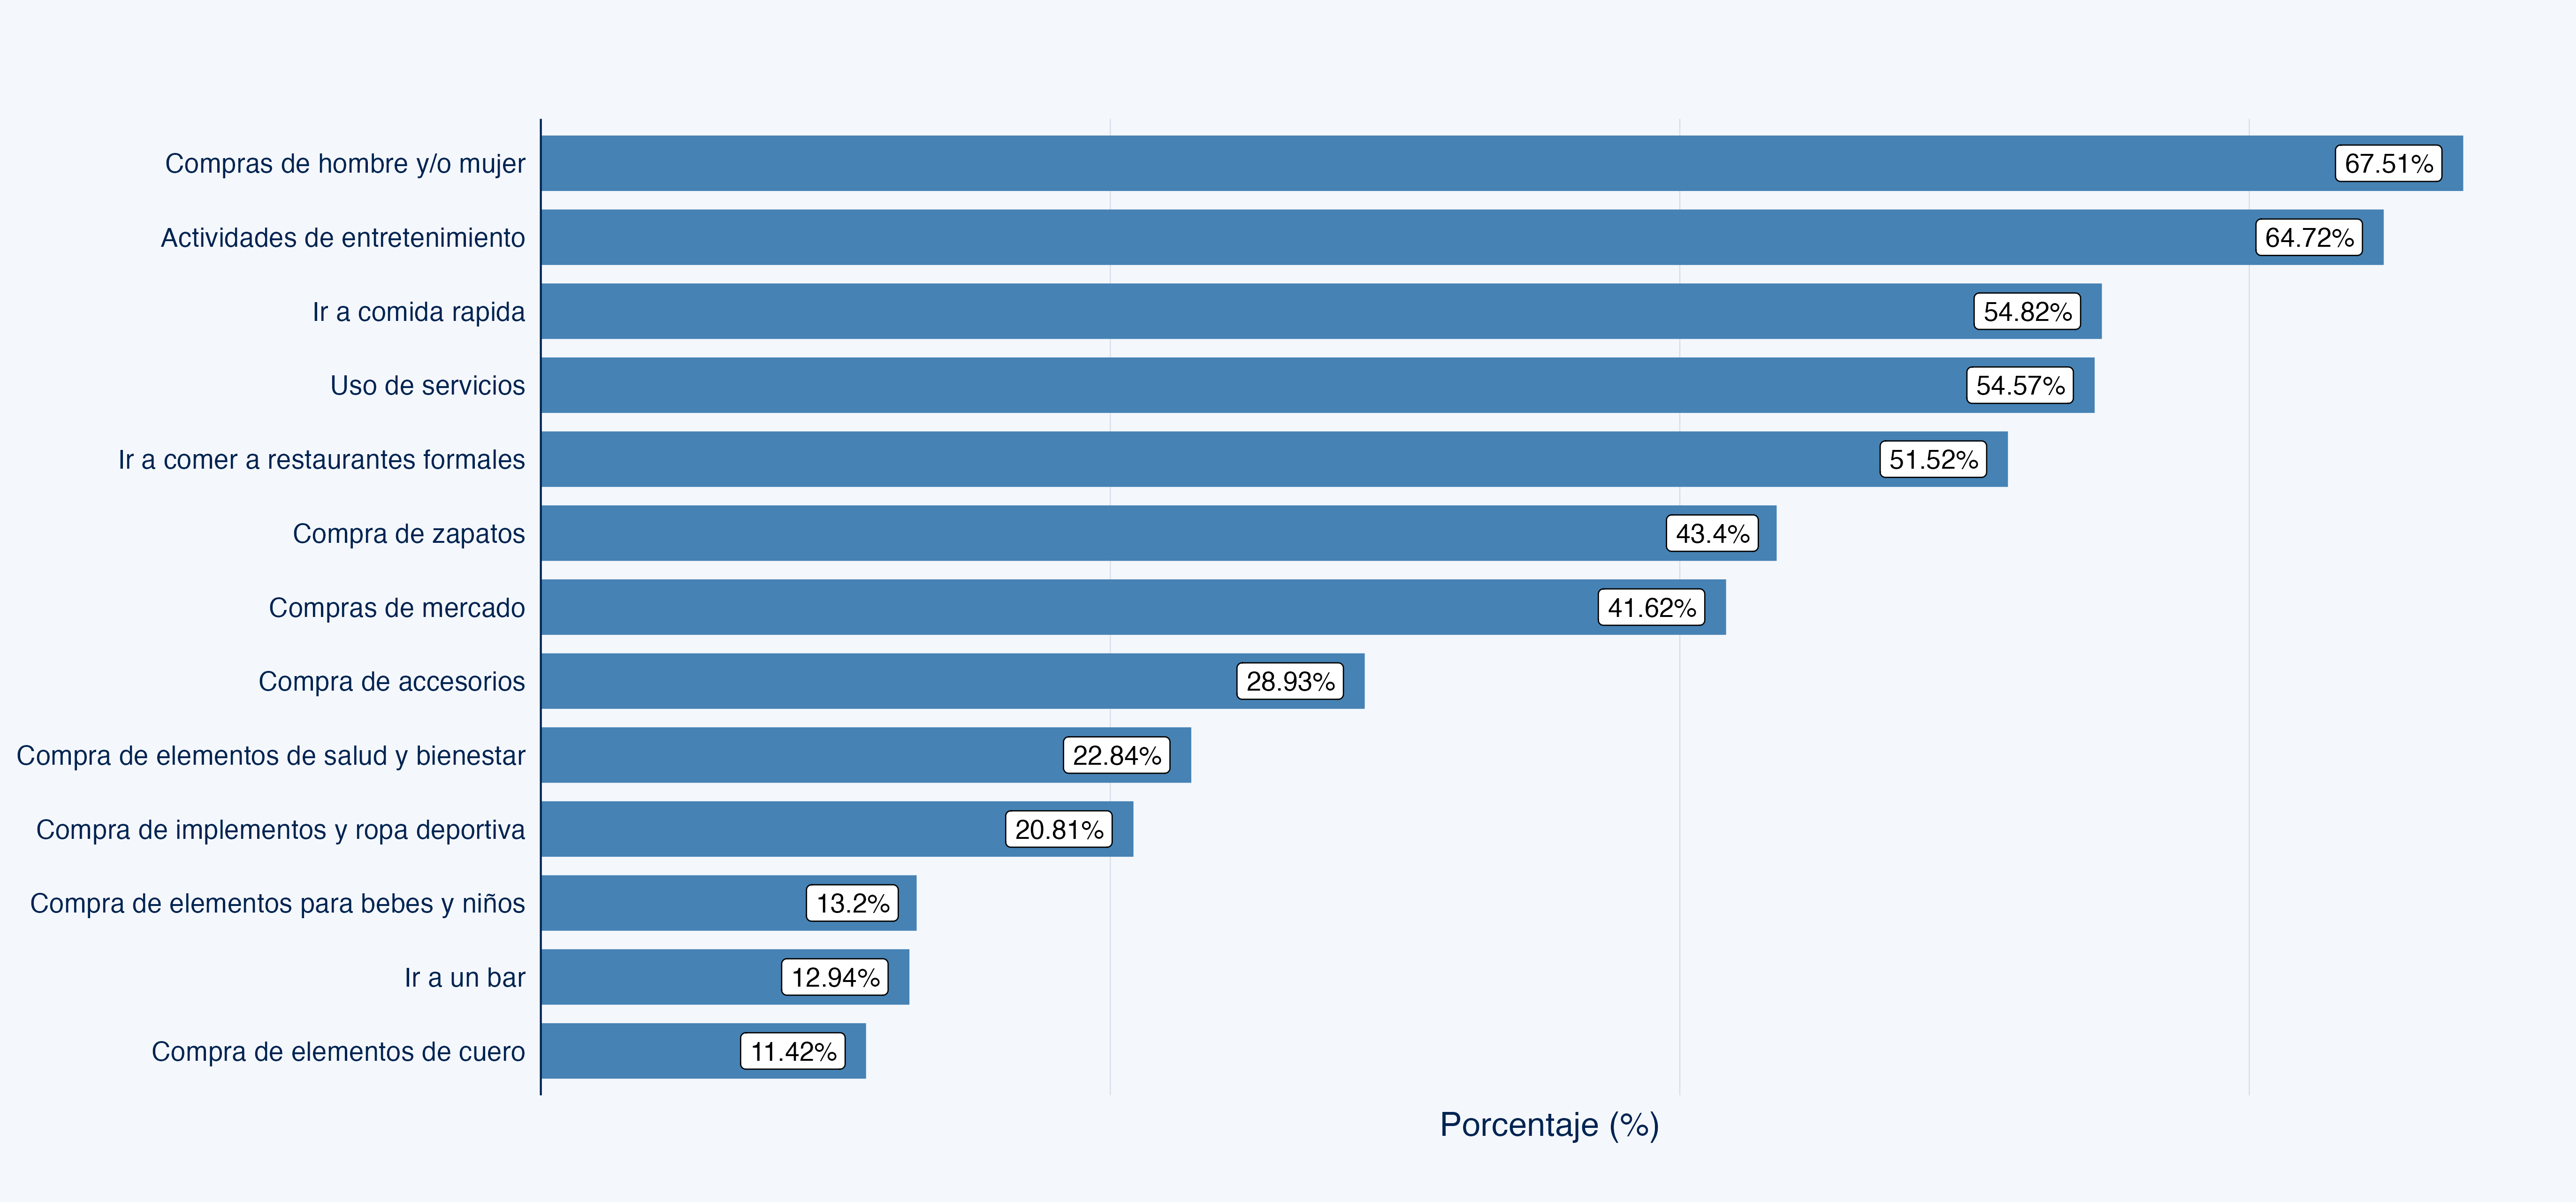 Compras de hombre y/o mujer 67.51%
Actividades de entretenimiento 64.72%
Ir a comida rapida 54.82%
Uso de servicios 54.57%
Ir a comer a restaurantes formales 51.52%
Compra de zapatos 43.4%
Compras de mercado 41.62%
Compra de accesorios 28.93%
Compra de elementos de salud y bienestar 22.84%
Compra de implementos y ropa deportiva 20.81%
Compra de elementos para bebes y niños 13.2%
Ir a un bar 12.94%
Compra de elementos de cuero 11.42%
Porcentaje (%)